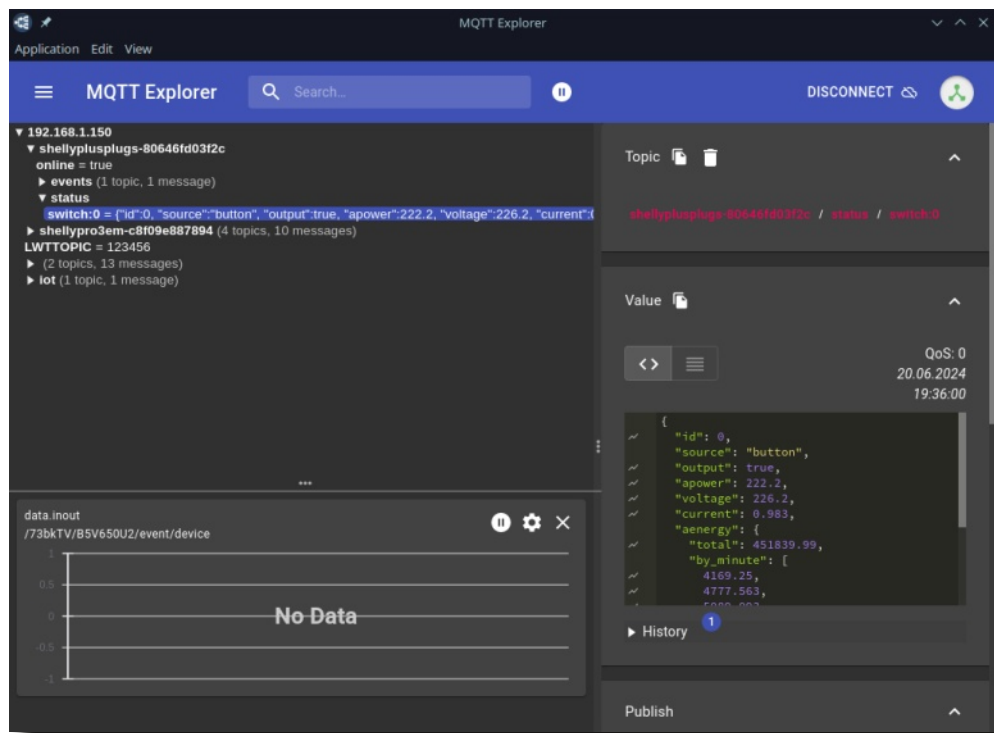 MQTT Explorer
Application Edit View
MQTT Explorer
Search...
DISCONNECT
▼ 192.168.1.150
▼ shellyplusplugs-80646fd03f2c
online = true
▶ events (1 topic, 1 message)
▼ status
switch:0 = {"id":0, "source":"button", "output":true, "apower":222.2, "voltage":226.2, "current":
▶ shellypro3em-c8f09e887894 (4 topics, 10 messages)
LWTTOPIC = 123456
▶ (2 topics, 13 messages)
▶ iot (1 topic, 1 message)
data.inout
/73bkTV/B5V650U2/event/device
1
0.5
0
-0.5
-1
No Data
Topic
shellyplusplugs-80646fd03f2c / status / switch:0
Value
QoS: 0
20.06.2024
19:36:00
{
"id": 0,
"source": "button",
"output": true,
"apower": 222.2,
"voltage": 226.2,
"current": 0.983,
"aenergy": {
"total": 451839.99,
"by_minute": [
4169.25,
4777.563,
▶ History 1
Publish